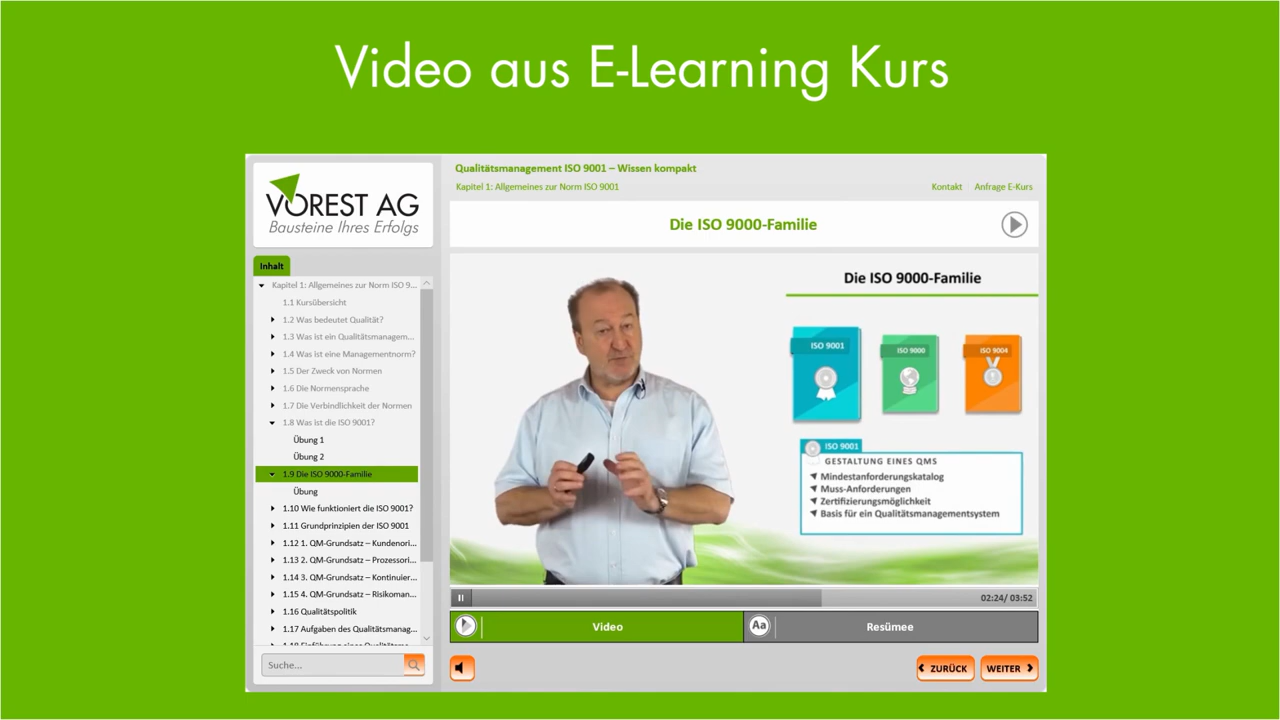 Video aus E-Learning Kurs
VOREST AG
Bausteine Ihres Erfolgs
Qualitätsmanagement ISO 9001 – Wissen kompakt
Kapitel 1: Allgemeines zur Norm ISO 9001
Kontakt
Anfrage E-Kurs
Die ISO 9000-Familie
Inhalt
Kapitel 1: Allgemeines zur Norm ISO 9...
1.1 Kursübersicht
1.2 Was bedeutet Qualität?
1.3 Was ist ein Qualitätsmanagem...
1.4 Was ist eine Managementnorm?
1.5 Der Zweck von Normen
1.6 Die Normensprache
1.7 Die Verbindlichkeit der Normen
1.8 Was ist die ISO 9001?
Übung 1
Übung 2
1.9 Die ISO 9000-Familie
Übung
1.10 Wie funktioniert die ISO 9001?
1.11 Grundprinzipien der ISO 9001
1.12 1. QM-Grundsatz – Kundenori...
1.13 2. QM-Grundsatz – Prozessori...
1.14 3. QM-Grundsatz – Kontinuier...
1.15 4. QM-Grundsatz – Risikoman...
1.16 Qualitätspolitik
1.17 Aufgaben des Qualitätsmanag...
Suche...
Die ISO 9000-Familie
ISO 9001
ISO 9000
ISO 9004
ISO 9001
GESTALTUNG EINES QMS
Mindestanforderungskatalog
Muss-Anforderungen
Zertifizierungsmöglichkeit
Basis für ein Qualitätsmanagementsystem
02:24/ 03:52
Video
Aa
Resümee
ZURÜCK
WEITER